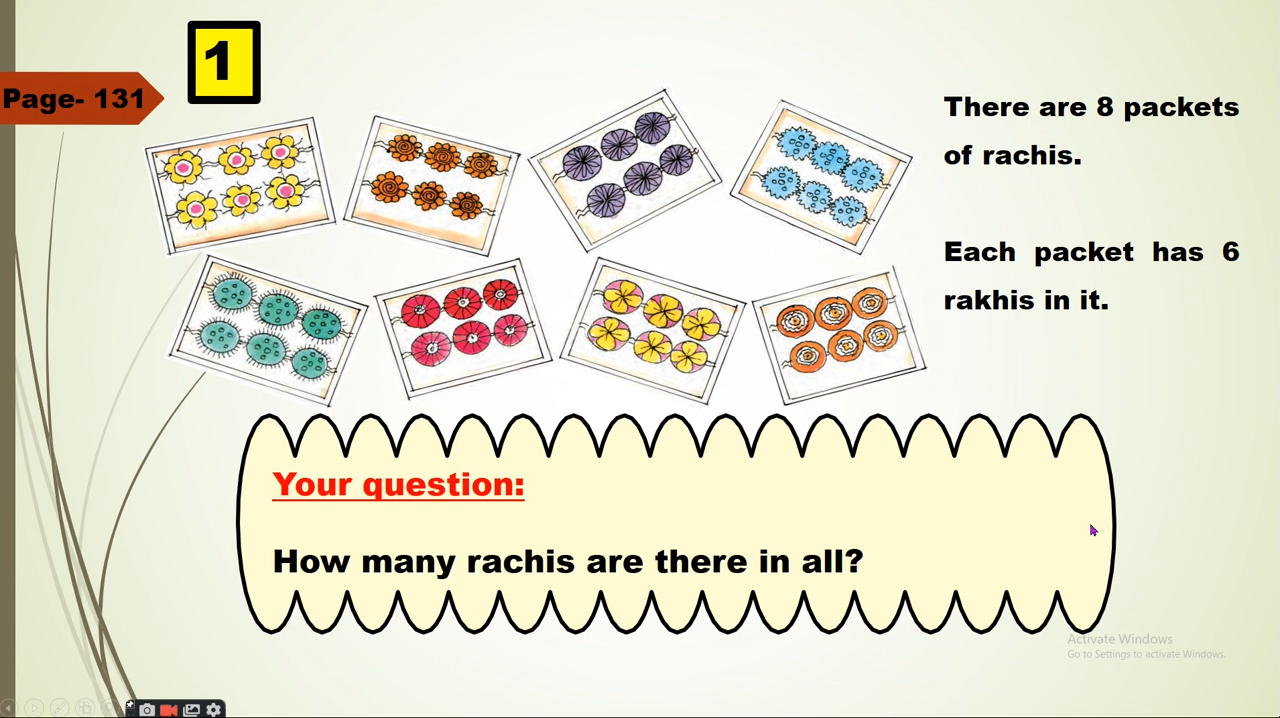 1
Page- 131
There are 8 packets
of rachis.
Each packet has 6
rakhis in it.
Your question:
How many rachis are there in all?
Activate Windows
Go to Settings to activate Windows.